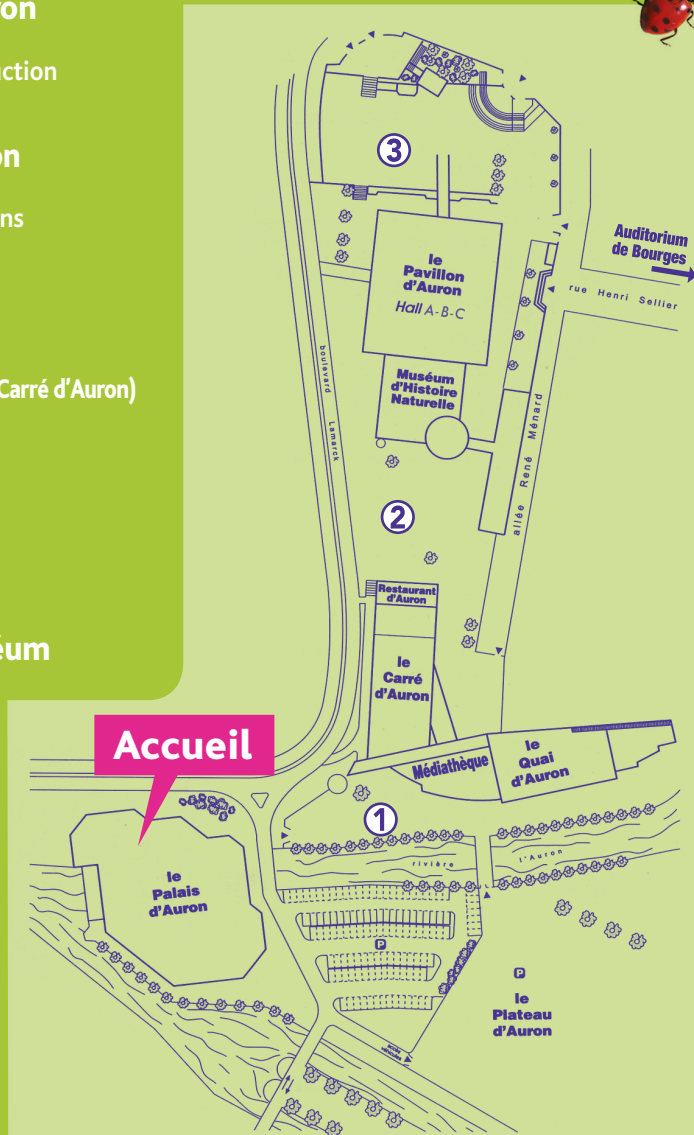 on
uction
on
ns
Carré d'Auron)
éum
3
Auditorium
de Bourges
le
Pavillon
d'Auron
Hall A-B-C
rue Henri Sellier
Muséum
d'Histoire
Naturelle
boulevard Lamarck
allée René Ménard
2
Restaurant
d'Auron
le
Carré
d'Auron
Accueil
Médiathèque
le
Quai
d'Auron
1
rivière l'Auron
le
Palais
d'Auron
P
P
le
Plateau
d'Auron
accès
véhicules